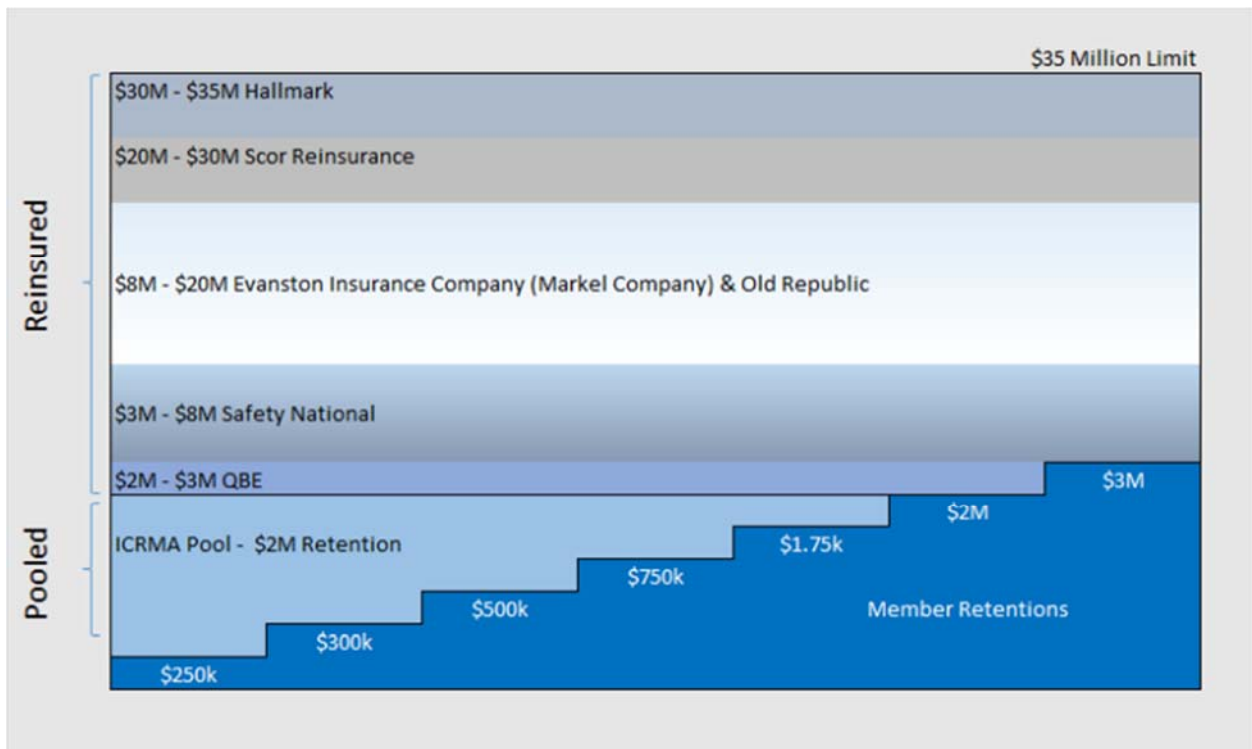 $35 Million Limit
$30M - $35M Hallmark
$20M - $30M Scor Reinsurance
Reinsured
$8M - $20M Evanston Insurance Company (Markel Company) & Old Republic
$3M - $8M Safety National
$2M - $3M QBE
$3M
$2M
Pooled
ICRMA Pool - $2M Retention
$1.75k
$750k
$500k
Member Retentions
$300k
$250k